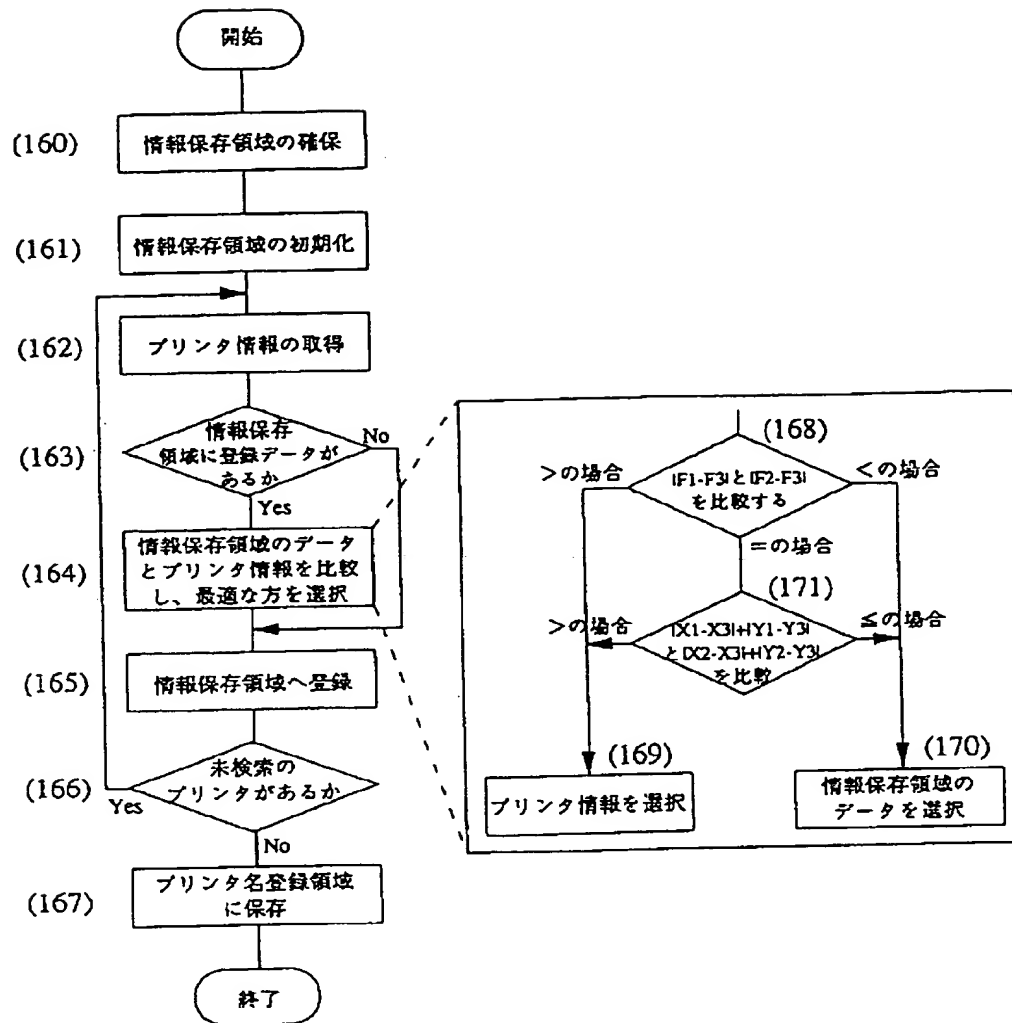 開始
(160)
情報保存領域の確保
(161)
情報保存領域の初期化
(162)
プリンタ情報の取得
(163)
情報保存
領域に登録データが
あるか
No
Yes
(164)
情報保存領域のデータ
とプリンタ情報を比較
し、最適な方を選択
(165)
情報保存領域へ登録
(166)
未検索の
プリンタがあるか
Yes
No
(167)
プリンタ名登録領域
に保存
終了
(168)
>の場合
|F1-F3|と|F2-F3|
を比較する
<の場合
=の場合
(171)
>の場合
|X1-X3|+|Y1-Y3|
と|X2-X3|+|Y2-Y3|
を比較
≦の場合
(169)
プリンタ情報を選択
(170)
情報保存領域の
データを選択